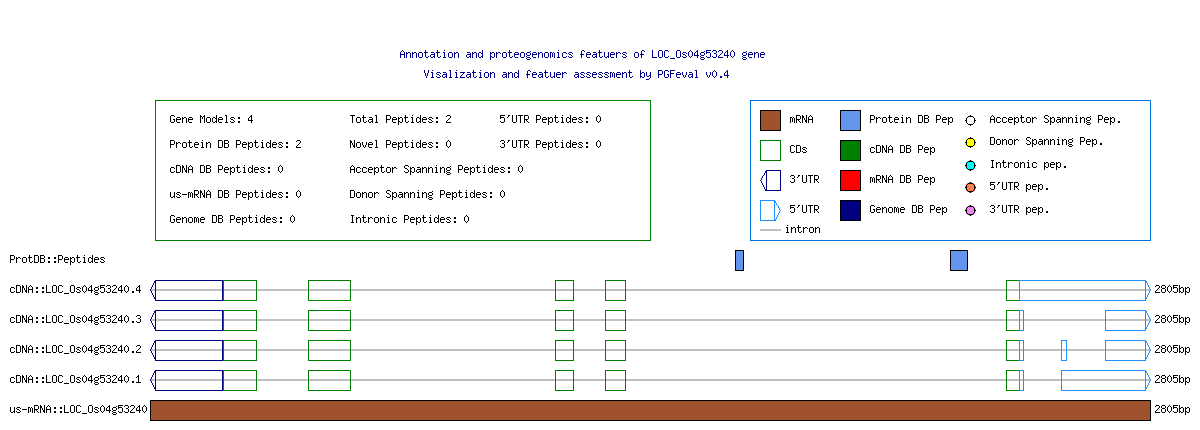 Annotation and proteogenomics featuers of LOC_Os04g53240 gene
Visalization and featuer assessment by PGFeval v0.4
Gene Models: 4
Total Peptides: 2
5'UTR Peptides: 0
Protein DB Peptides: 2
Novel Peptides: 0
3'UTR Peptides: 0
cDNA DB Peptides: 0
Acceptor Spanning Peptides: 0
us-mRNA DB Peptides: 0
Donor Spanning Peptides: 0
Genome DB Peptides: 0
Intronic Peptides: 0
mRNA
Protein DB Pep
Acceptor Spanning Pep.
CDs
cDNA DB Pep
Donor Spanning Pep.
3'UTR
mRNA DB Pep
Intronic pep.
5'UTR
Genome DB Pep
5'UTR pep.
intron
3'UTR pep.
ProtDB::Peptides
cDNA::LOC_Os04g53240.4 2805bp
cDNA::LOC_Os04g53240.3 2805bp
cDNA::LOC_Os04g53240.2 2805bp
cDNA::LOC_Os04g53240.1 2805bp
us-mRNA::LOC_Os04g53240 2805bp